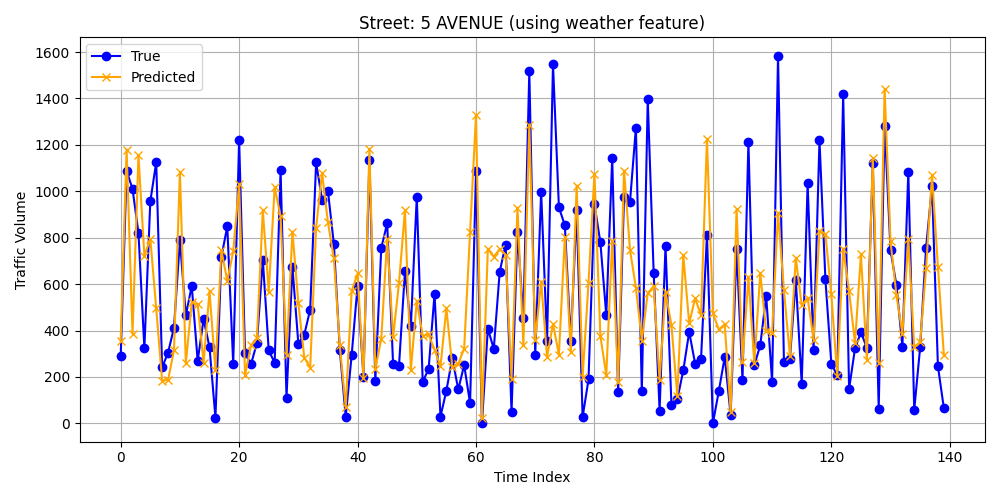 Street: 5 AVENUE (using weather feature)
True
Predicted
Traffic Volume
1600
1400
1200
1000
800
600
400
200
0
0 20 40 60 80 100 120 140
Time Index